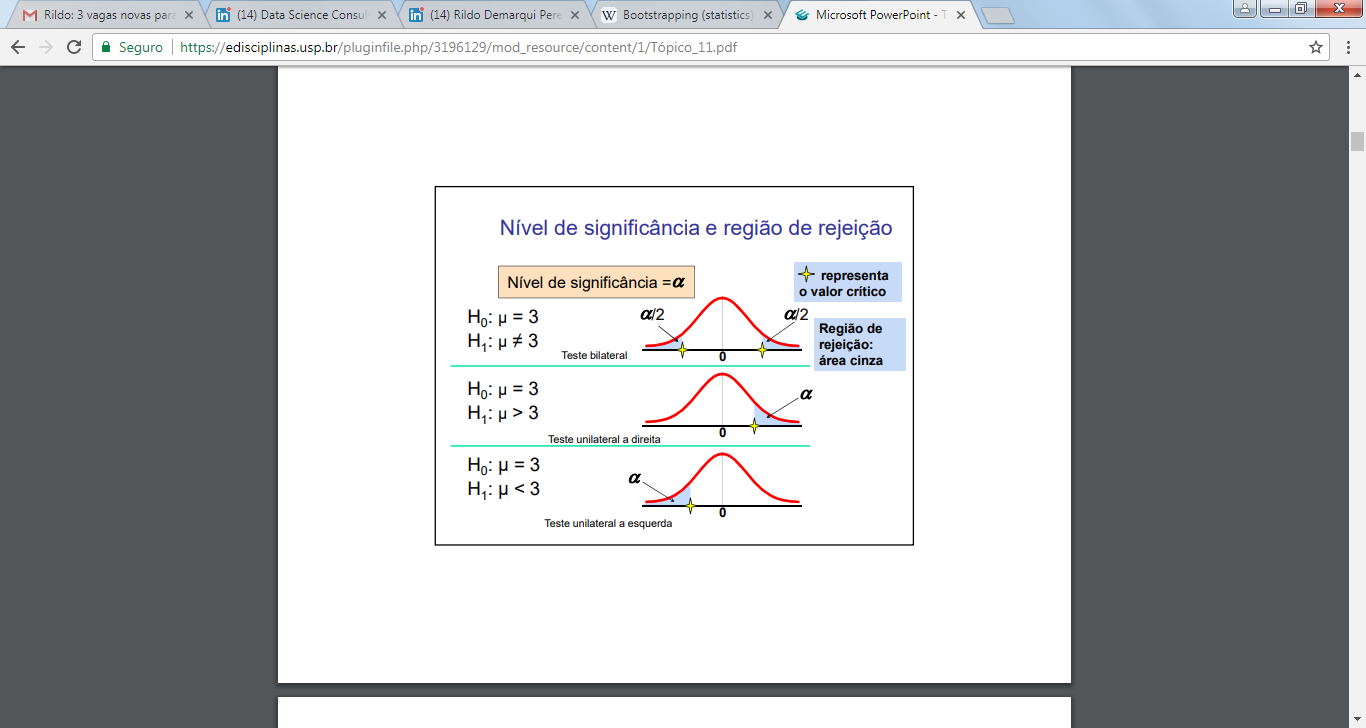 Rildo: 3 vagas novas para
(14) Data Science Consul
(14) Rildo Demarqui Pere
Bootstrapping (statistics)
Microsoft PowerPoint - T
Seguro
https://edisciplinas.usp.br/pluginfile.php/3196129/mod_resource/content/1/Tópico_11.pdf
Nível de significância e região de rejeição
Nível de significância =α
representa
o valor crítico
H0: μ = 3
H1: μ ≠ 3
Teste bilateral
α/2
α/2
0
Região de
rejeição:
área cinza
H0: μ = 3
H1: μ > 3
Teste unilateral a direita
α
0
H0: μ = 3
H1: μ < 3
Teste unilateral a esquerda
α
0